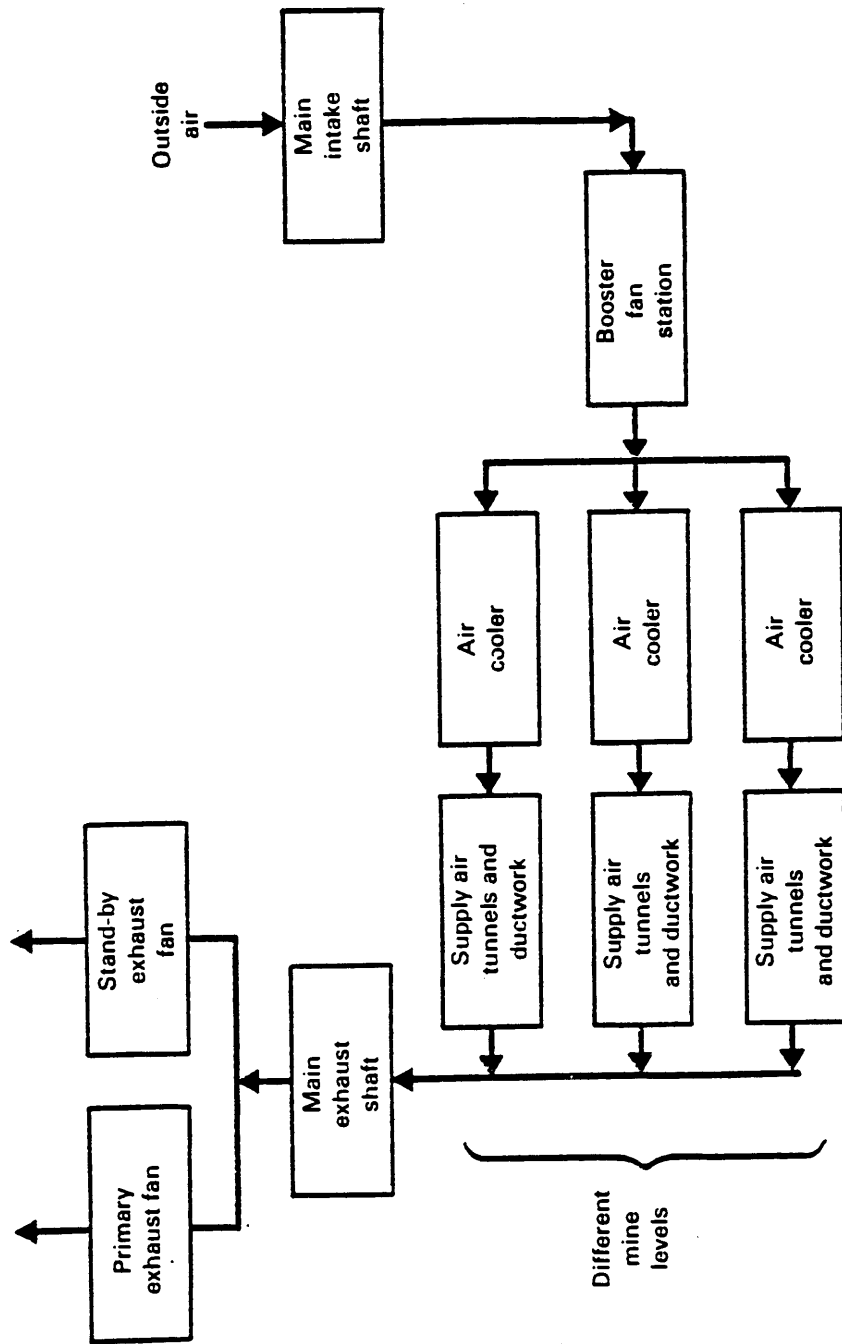 Outside
air
Main
intake
shaft
Booster
fan
station
Air
cooler
Air
cooler
Air
cooler
Supply air
tunnels and
ductwork
Supply air
tunnels
and ductwork
Supply air
tunnels
and ductwork
Different
mine
levels
Main
exhaust
shaft
Primary
exhaust fan
Stand-by
exhaust
fan